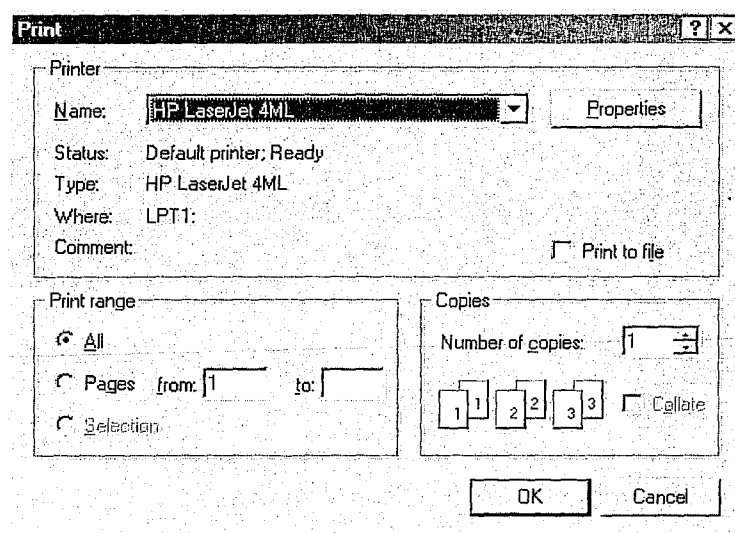 Print ? X
Printer
Name: HP LaserJet 4ML Properties
Status: Default printer; Ready
Type: HP LaserJet 4ML
Where: LPT1:
Comment: Print to file
Print range
All
Pages from: 1 to:
Selection
Copies
Number of copies: 1
1 1 2 2 3 3 Collate
OK Cancel